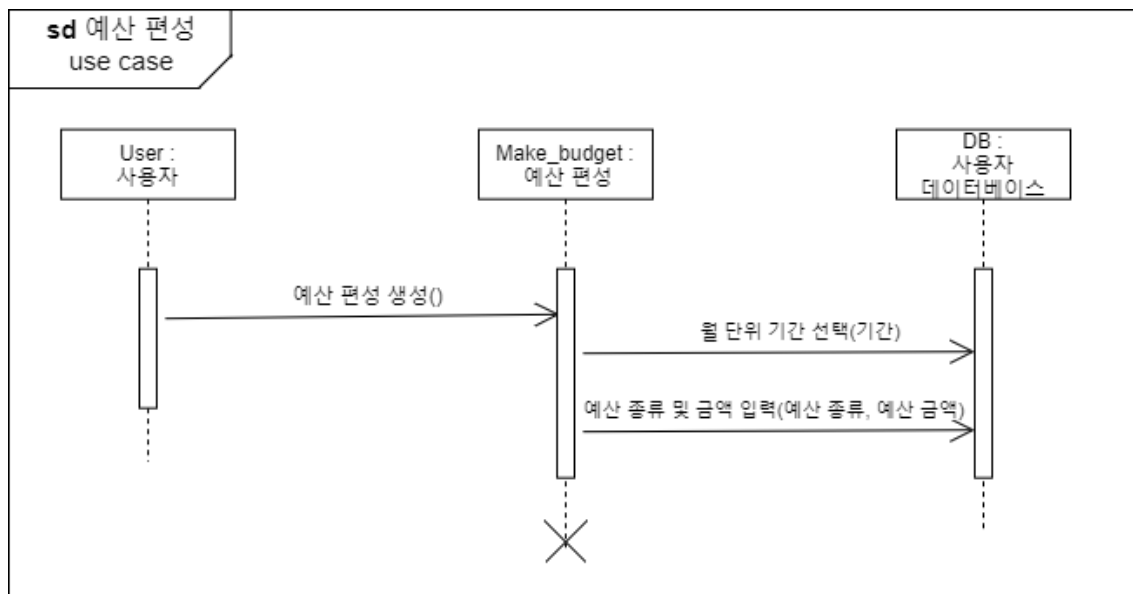 sd 예산 편성
use case
User :
사용자
Make_budget :
예산 편성
DB :
사용자
데이터베이스
예산 편성 생성()
월 단위 기간 선택(기간)
예산 종류 및 금액 입력(예산 종류, 예산 금액)